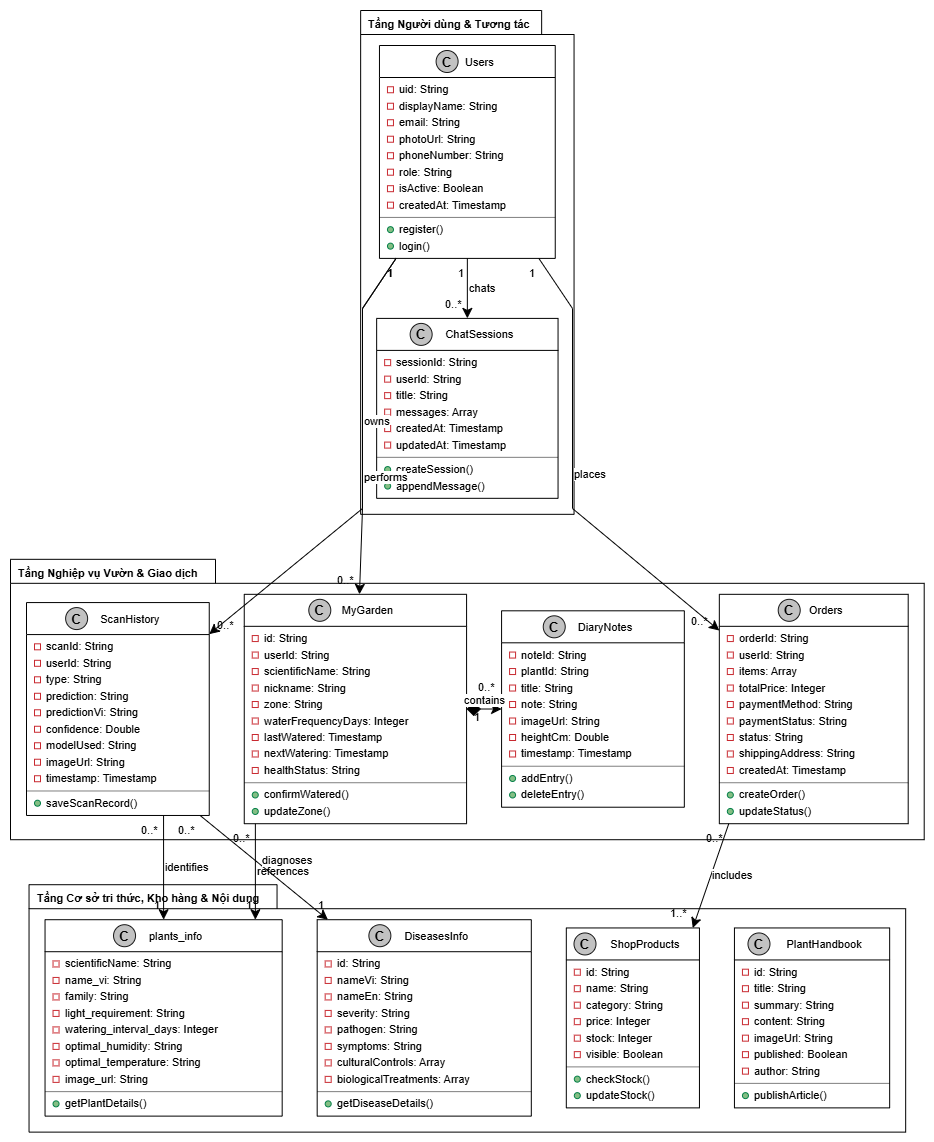 Tầng Người dùng & Tương tác
C Users
uid: String
displayName: String
email: String
photoUrl: String
phoneNumber: String
role: String
isActive: Boolean
createdAt: Timestamp
register()
login()
1
1
1
chats
0..*
C ChatSessions
sessionId: String
userId: String
title: String
messages: Array
createdAt: Timestamp
updatedAt: Timestamp
createSession()
appendMessage()
owns
performs
places
0..*
0..*
0..*
Tầng Nghiệp vụ Vườn & Giao dịch
C ScanHistory
scanId: String
userId: String
type: String
prediction: String
predictionVi: String
confidence: Double
modelUsed: String
imageUrl: String
timestamp: Timestamp
saveScanRecord()
C MyGarden
id: String
userId: String
scientificName: String
nickname: String
zone: String
waterFrequencyDays: Integer
lastWatered: Timestamp
nextWatering: Timestamp
healthStatus: String
confirmWatered()
updateZone()
0..*
contains
1
C DiaryNotes
noteId: String
plantId: String
title: String
note: String
imageUrl: String
heightCm: Double
timestamp: Timestamp
addEntry()
deleteEntry()
C Orders
orderId: String
userId: String
items: Array
totalPrice: Integer
paymentMethod: String
paymentStatus: String
status: String
shippingAddress: String
createdAt: Timestamp
createOrder()
updateStatus()
0..*
0..*
0..*
0..*
identifies
diagnoses
references
includes
1
1
1
1..*
Tầng Cơ sở tri thức, Kho hàng & Nội dung
C plants_info
scientificName: String
name_vi: String
family: String
light_requirement: String
watering_interval_days: Integer
optimal_humidity: String
optimal_temperature: String
image_url: String
getPlantDetails()
C DiseasesInfo
id: String
nameVi: String
nameEn: String
severity: String
pathogen: String
symptoms: String
culturalControls: Array
biologicalTreatments: Array
getDiseaseDetails()
C ShopProducts
id: String
name: String
category: String
price: Integer
stock: Integer
visible: Boolean
checkStock()
updateStock()
C PlantHandbook
id: String
title: String
summary: String
content: String
imageUrl: String
published: Boolean
author: String
publishArticle()